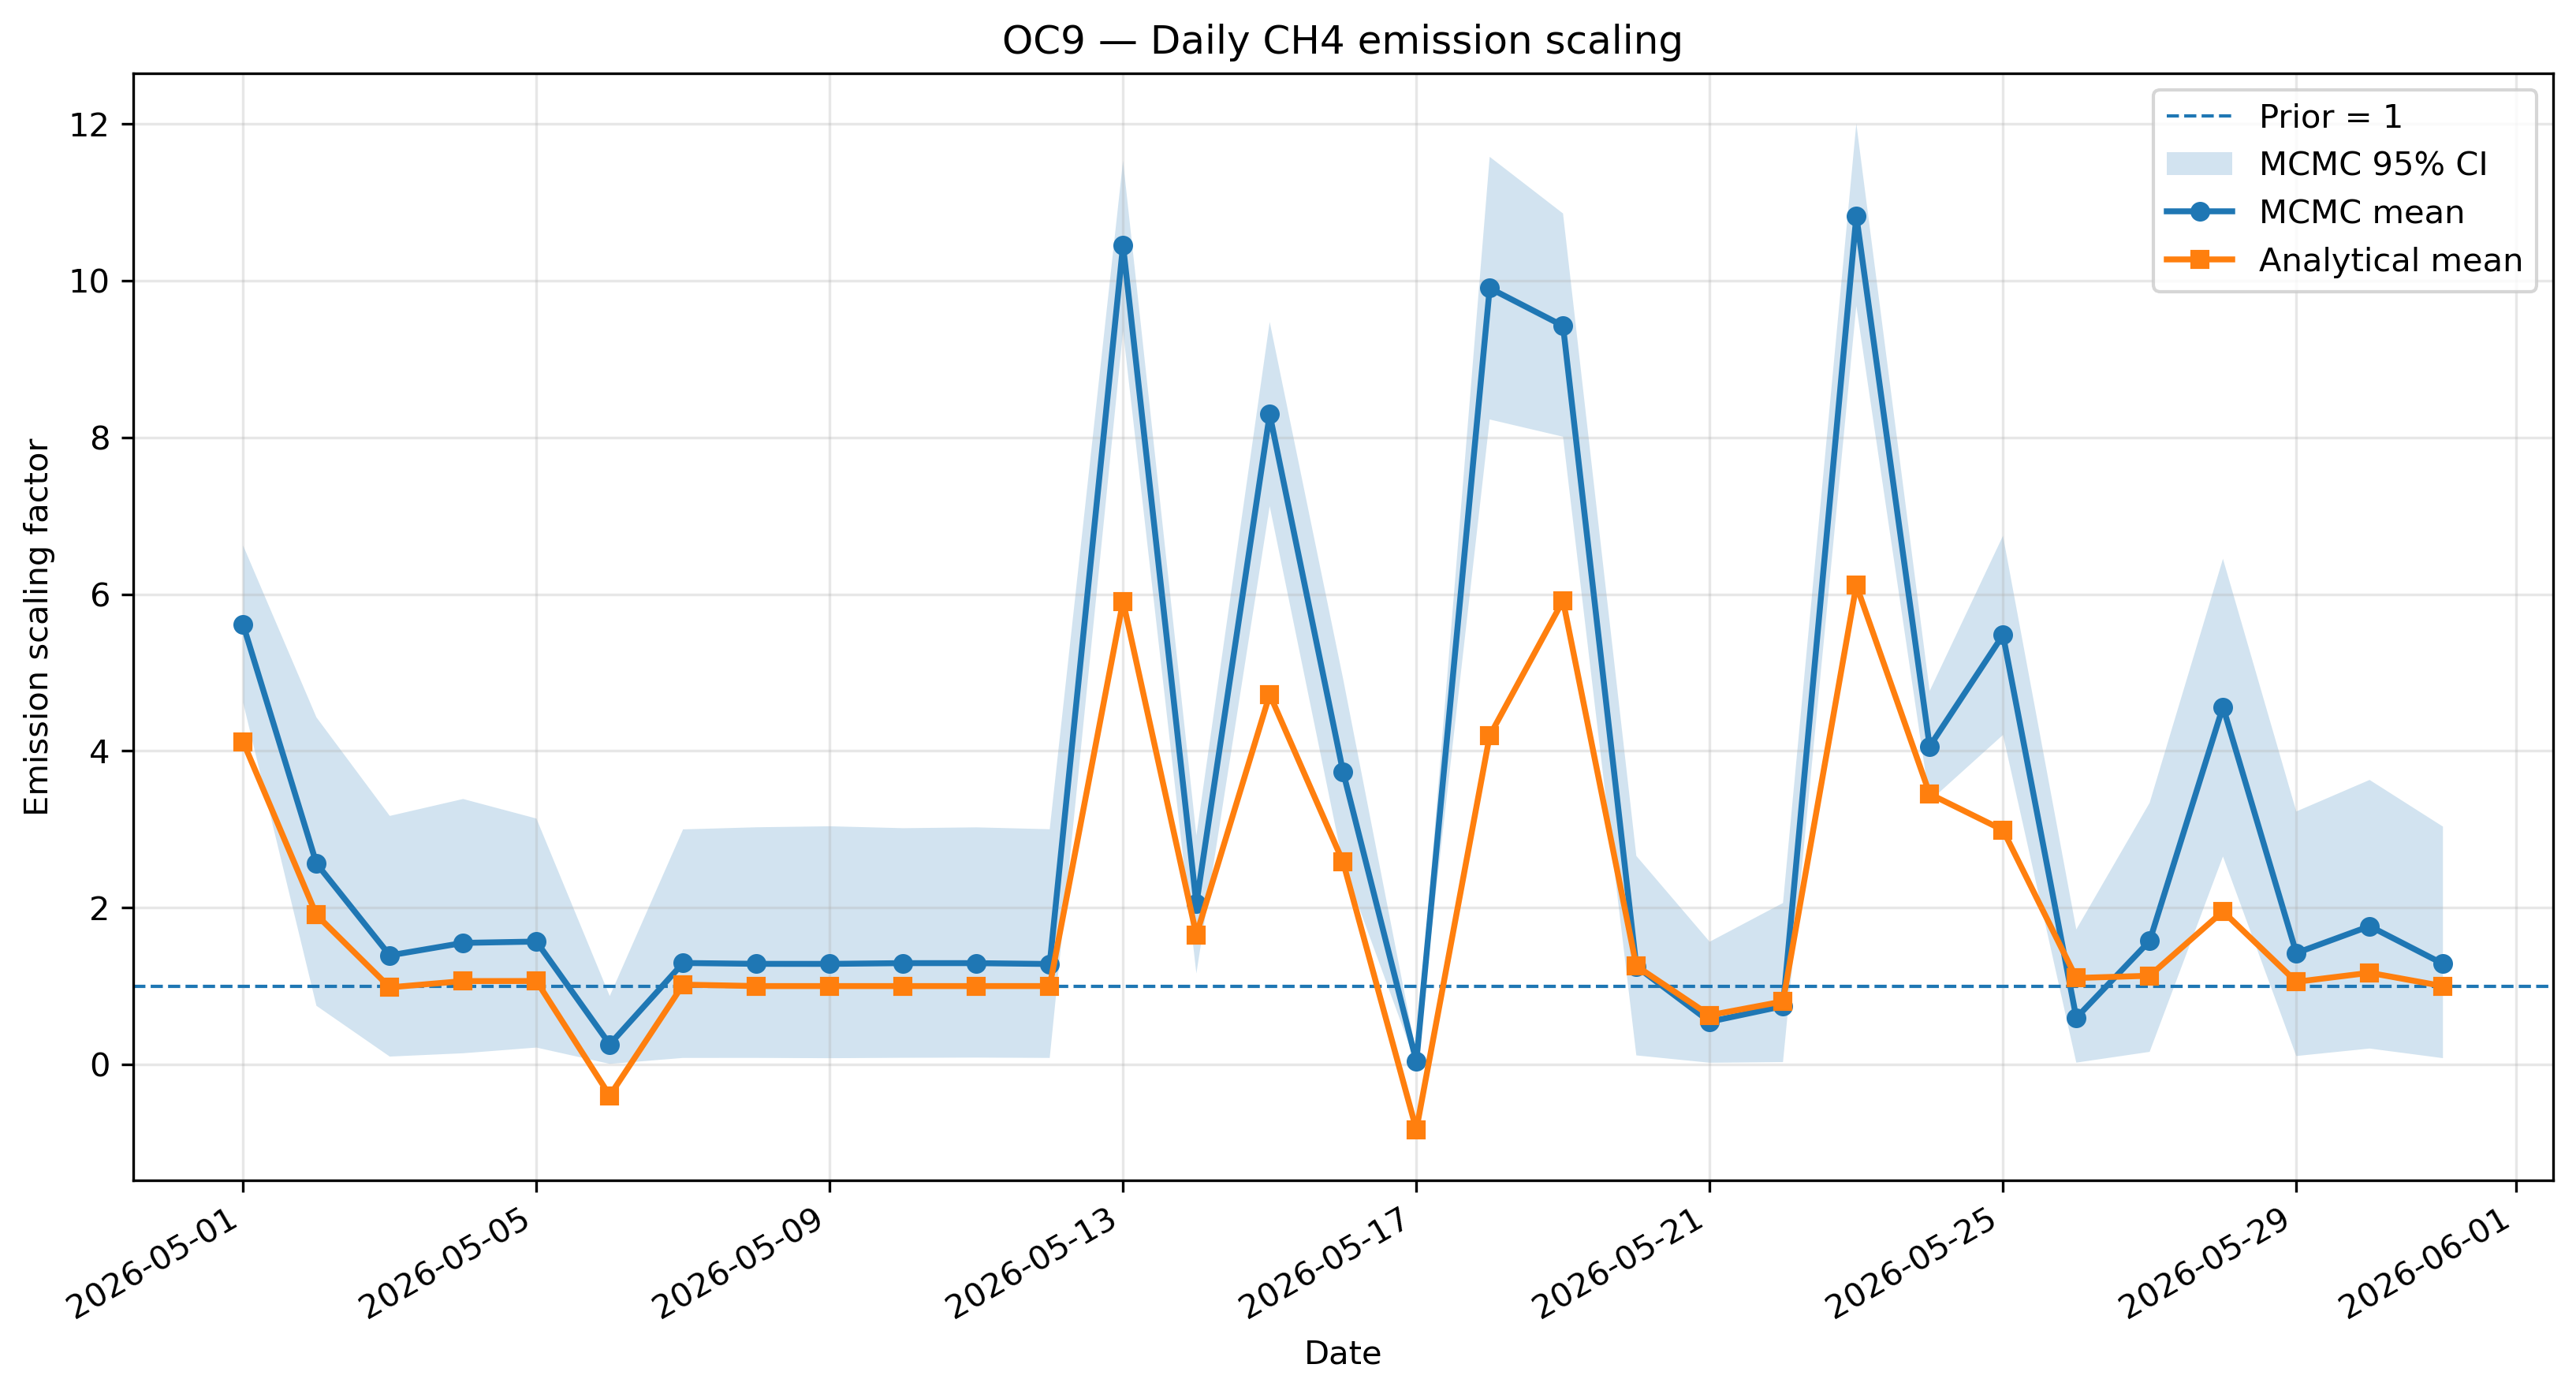 OC9 — Daily CH4 emission scaling
Emission scaling factor
12
10
8
6
4
2
0
Prior = 1
MCMC 95% CI
MCMC mean
Analytical mean
2026-05-01
2026-05-05
2026-05-09
2026-05-13
2026-05-17
2026-05-21
2026-05-25
2026-05-29
2026-06-01
Date